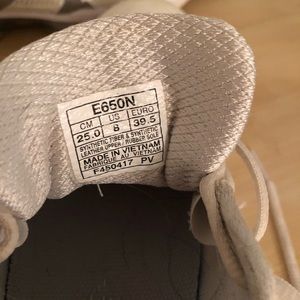 E650N
CM US EURO
25.0 8 39.5
SYNTHETIC FIBER & SYNTHETIC
LEATHER UPPER / RUBBER SOLE
MADE IN VIETNAM
FABRIQUE AU VIETNAM
F450417 PV